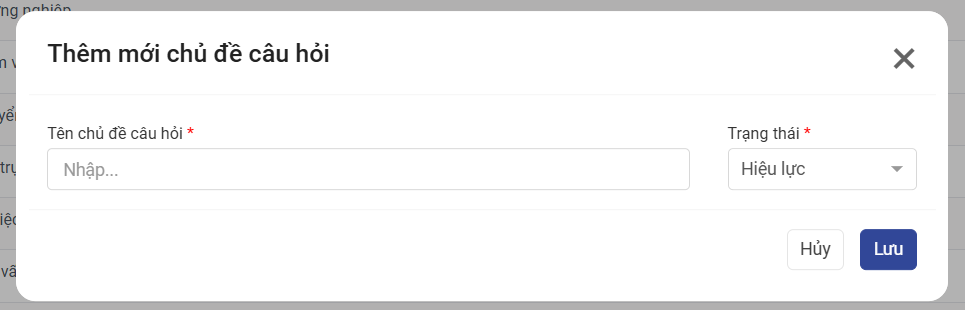 Thêm mới chủ đề câu hỏi
Tên chủ đề câu hỏi *
Trạng thái *
Nhập...
Hiệu lực
Hủy
Lưu